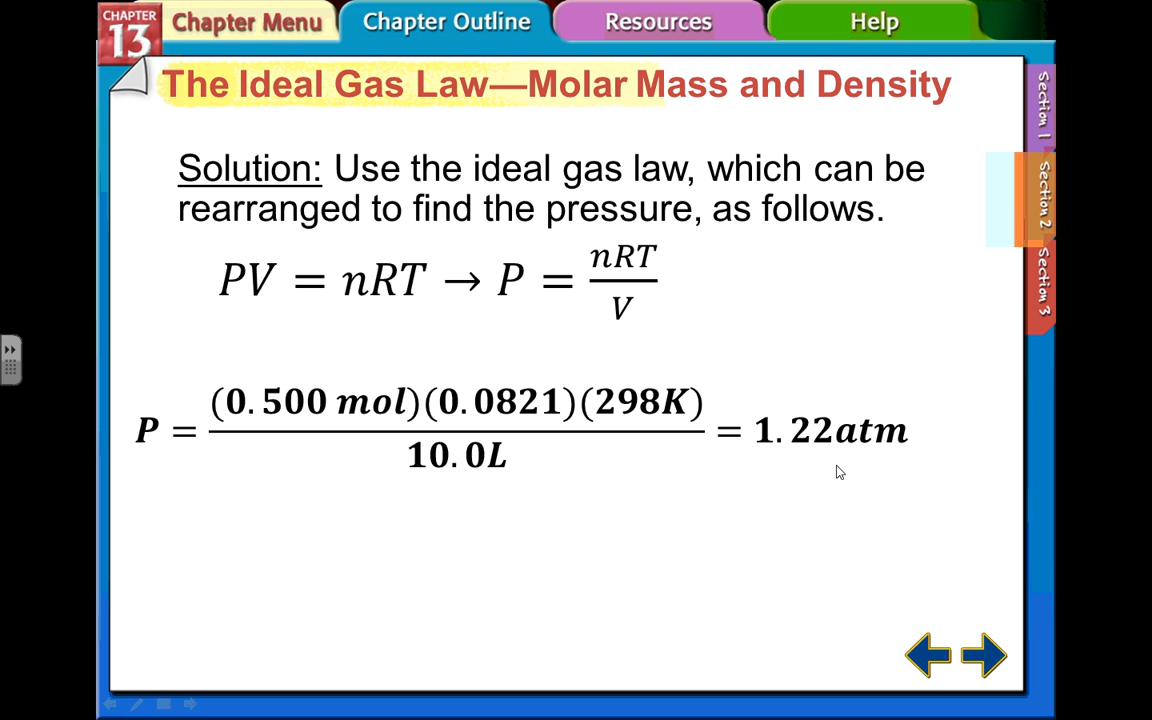 CHAPTER
13
Chapter Menu
Chapter Outline
Resources
Help
The Ideal Gas Law—Molar Mass and Density
Section 1
Section 2
Section 3
Solution: Use the ideal gas law, which can be
rearranged to find the pressure, as follows.
PV = nRT → P = nRT/V
P = (0.500 mol)(0.0821)(298K)/10.0L = 1.22atm